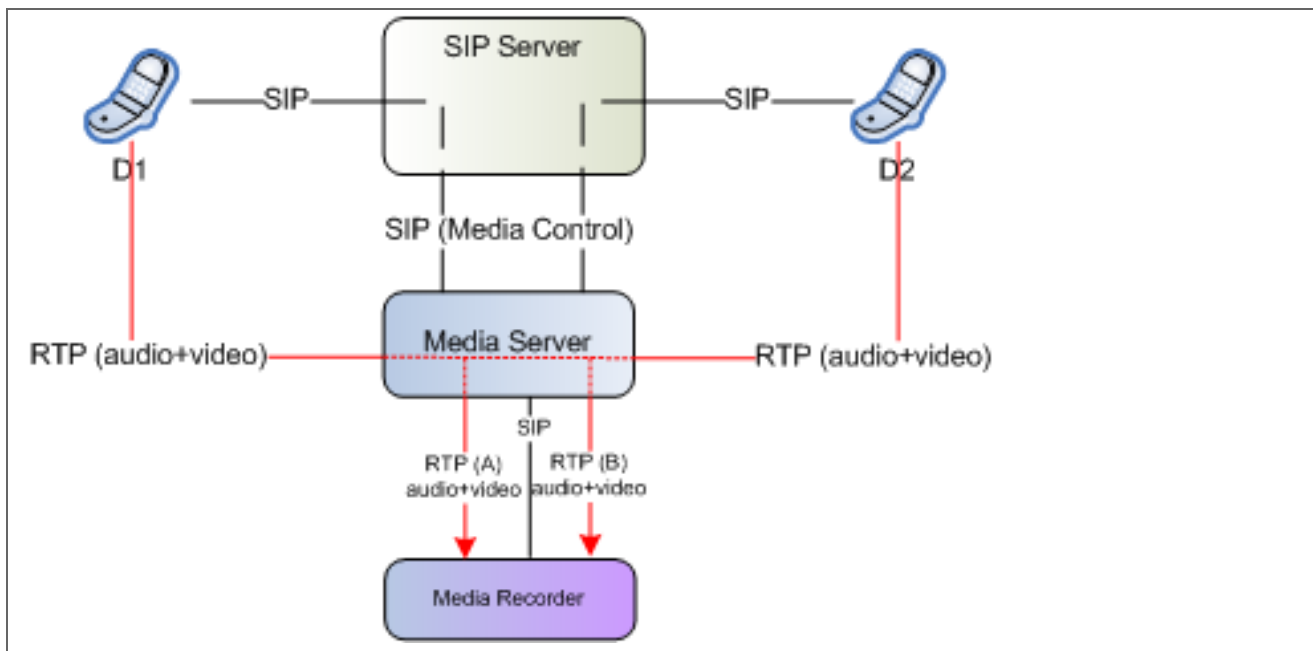 SIP Server
SIP
SIP
D1
D2
SIP (Media Control)
Media Server
RTP (audio+video)
RTP (audio+video)
SIP
RTP (A)
audio+video
RTP (B)
audio+video
Media Recorder